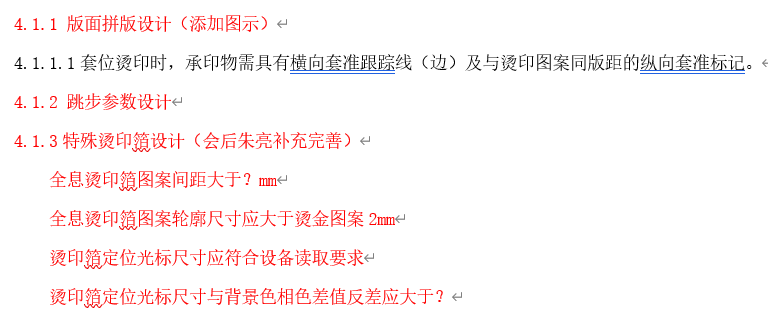 4.1.1 版面拼版设计（添加图示）
4.1.1.1套位烫印时，承印物需具有横向套准跟踪线（边）及与烫印图案同版距的纵向套准标记。
4.1.2 跳步参数设计
4.1.3特殊烫印箔设计（会后朱亮补充完善）
全息烫印箔图案间距大于？mm
全息烫印箔图案轮廓尺寸应大于烫金图案2mm
烫印箔定位光标尺寸应符合设备读取要求
烫印箔定位光标尺寸与背景色相色差值反差应大于？